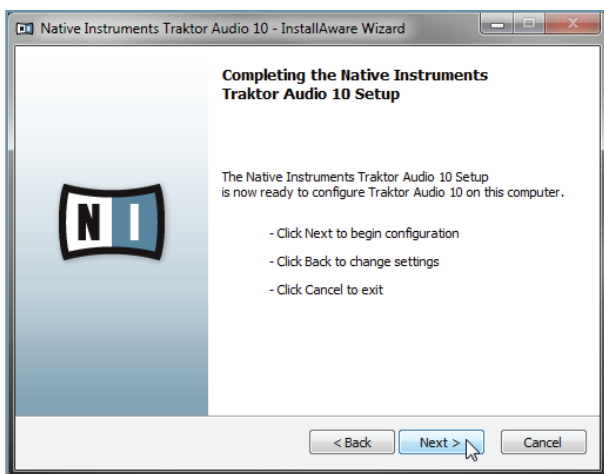 Native Instruments Traktor Audio 10 - InstallAware Wizard
Completing the Native Instruments
Traktor Audio 10 Setup
The Native Instruments Traktor Audio 10 Setup
is now ready to configure Traktor Audio 10 on this computer.
- Click Next to begin configuration
- Click Back to change settings
- Click Cancel to exit
N I
< Back Next > Cancel